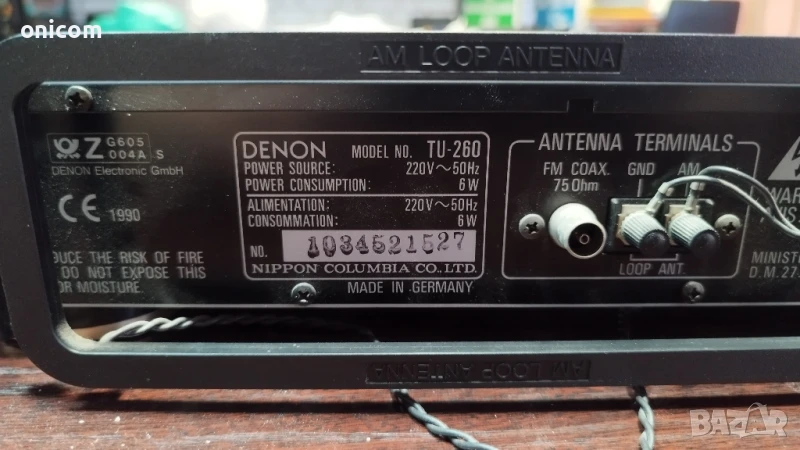 onicom
AM LOOP ANTENNA
Z G605
004A S
DENON Electronic GmbH
CE 1990
DUCE THE RISK OF FIRE
DO NOT EXPOSE THIS
OR MOISTURE.
DENON MODEL NO. TU-260
POWER SOURCE: 220V～50Hz
POWER CONSUMPTION: 6W
ALIMENTATION: 220V～50Hz
CONSOMMATION: 6W
NO. 1034521527
NIPPON COLUMBIA CO., LTD.
MADE IN GERMANY
ANTENNA TERMINALS
FM COAX. GND AM
75 Ohm
LOOP ANT.
WAR
MINIST
D.M. 27
AM LOOP ANTENNA
BAZAR